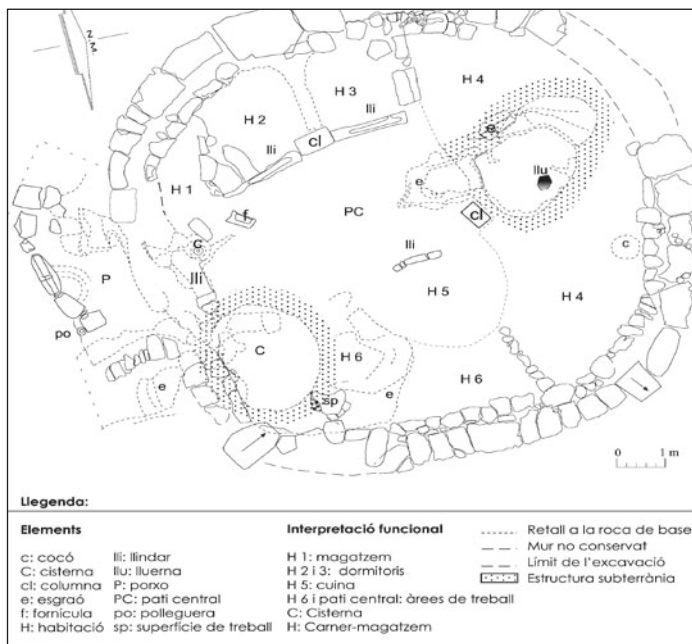 N.M.
H 4
H 3
lli
H 2
e
cl
lli
llu
e
H 1
f
PC
cl
c
c
lli
lli
P
H 5
H 4
po
C
H 6
H 6
e
sp
e
0 1 m
Llegenda:
Elements
c: cocó
C: cisterna
cl: columna
e: esgraó
f: fornícula
H: habitació
lli: llindar
llu: lluerna
P: porxo
PC: pati central
po: polleguera
sp: superfície de treball
Interpretació funcional
H 1: magatzem
H 2 i 3: dormitoris
H 5: cuina
H 6 i pati central: àrees de treball
C: Cisterna
H: Carner-magatzem
Retall a la roca de base
Mur no conservat
Límit de l'excavació
Estructura subterrània